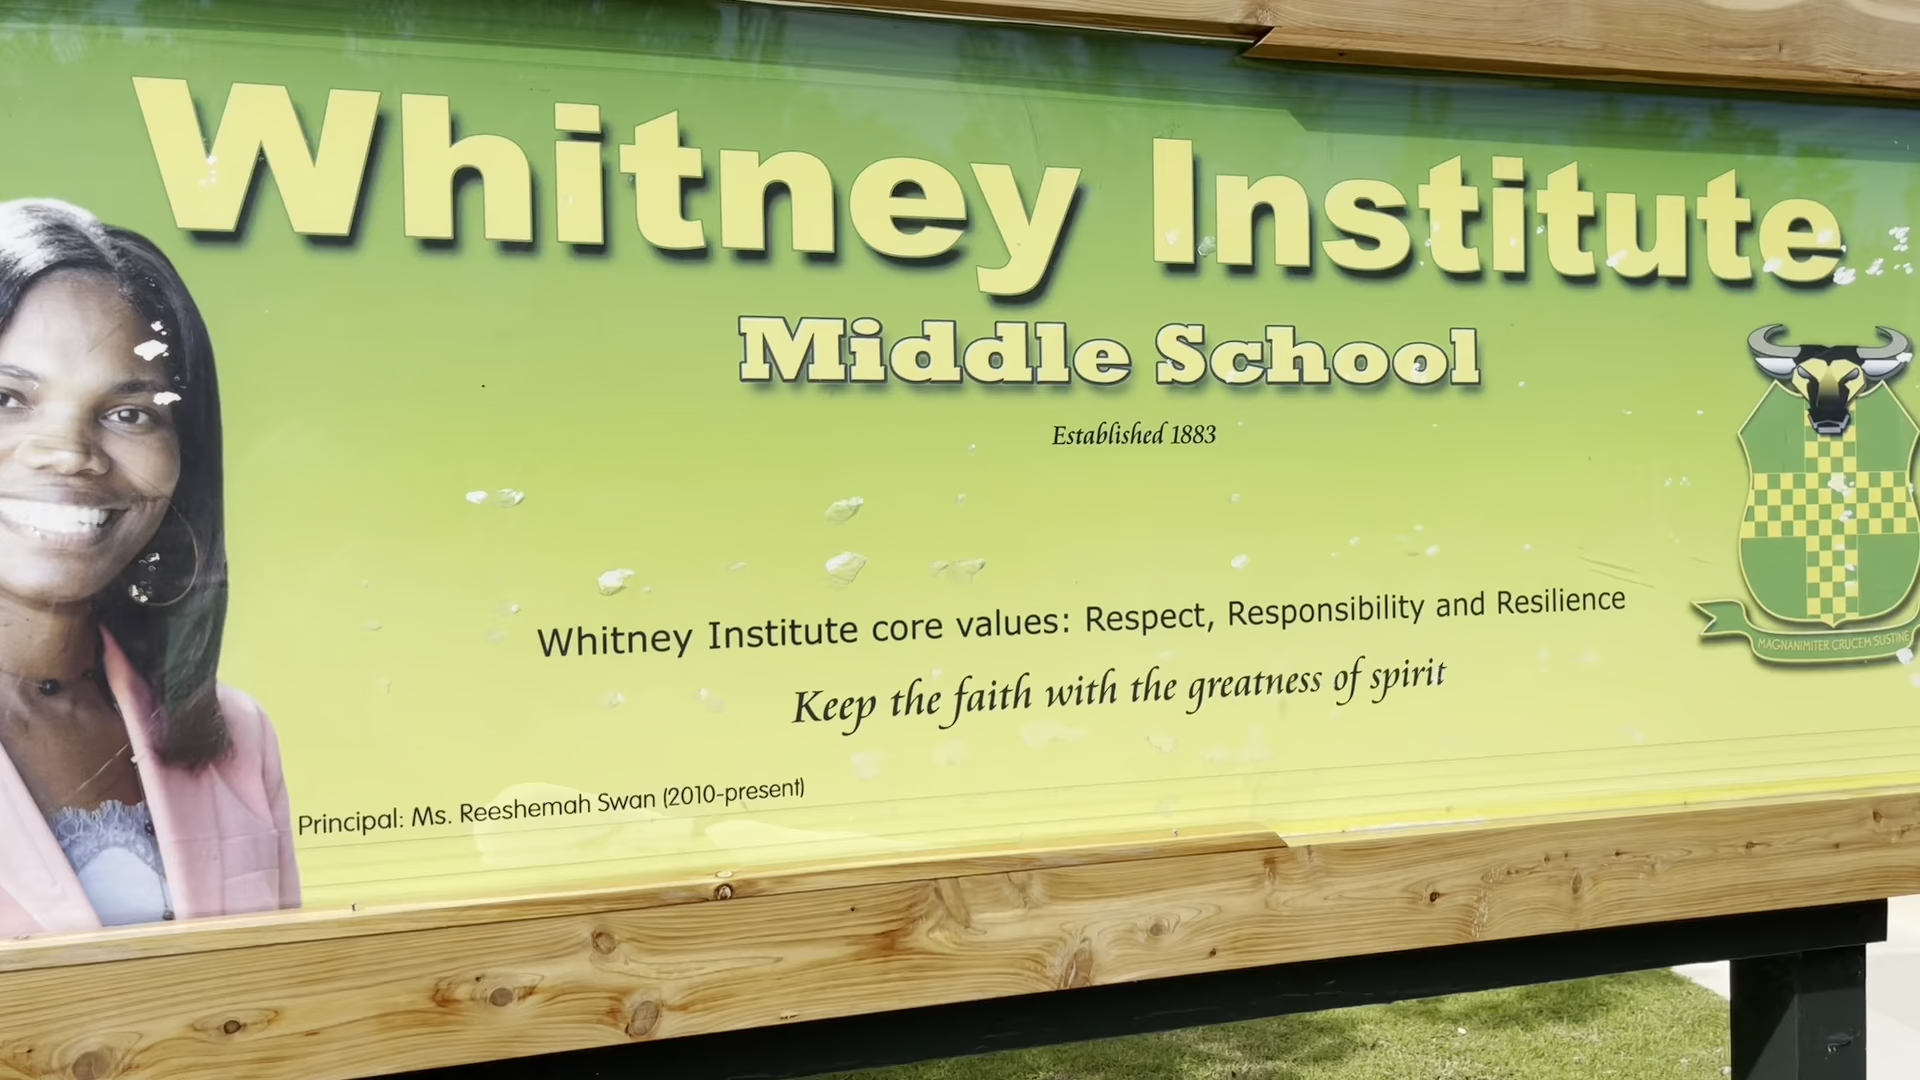 Whitney Institute
Middle School
Established 1883
Whitney Institute core values: Respect, Responsibility and Resilience
Keep the faith with the greatness of spirit
MAGNANIMITER CRUCEM SUSTINE
Principal: Ms. Reeshemah Swan (2010-present)